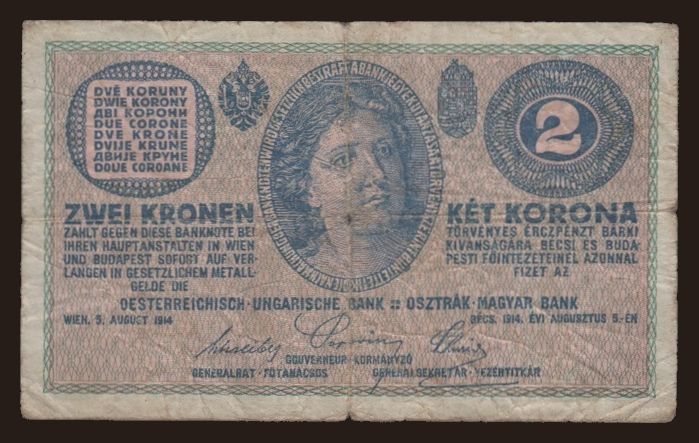 DVĚ KORUNY
DWIE KORONY
ДВІ КОРОНИ
DUE CORONE
DVE KRONE
DVIJE KRUNE
ДВИЈЕ КРУНЕ
DOUE COROANE
2
ZWEI KRONEN
ZAHLT GEGEN DIESE BANKNOTE BEI
IHREN HAUPTANSTALTEN IN WIEN
UND BUDAPEST SOFORT AUF VER-
LANGEN IN GESETZLICHEM METALL-
GELDE DIE
KÉT KORONA
TÖRVÉNYES ÉRCZPÉNZT BÁRKI
KIVÁNSÁGÁRA BÉCSI ÉS BUDA-
PESTI FŐINTÉZETEINÉL AZONNAL
FIZET AZ
OESTERREICHISCH-UNGARISCHE BANK :: OSZTRÁK-MAGYAR BANK
WIEN, 5. AUGUST 1914
BÉCS, 1914. ÉVI AUGUSZTUS 5.-ÉN
GOUVERNEUR KORMÁNYZÓ
GENERALRAT - FŐTANÁCSOS
GENERALSEKRETÄR - VEZÉRTITKÁR